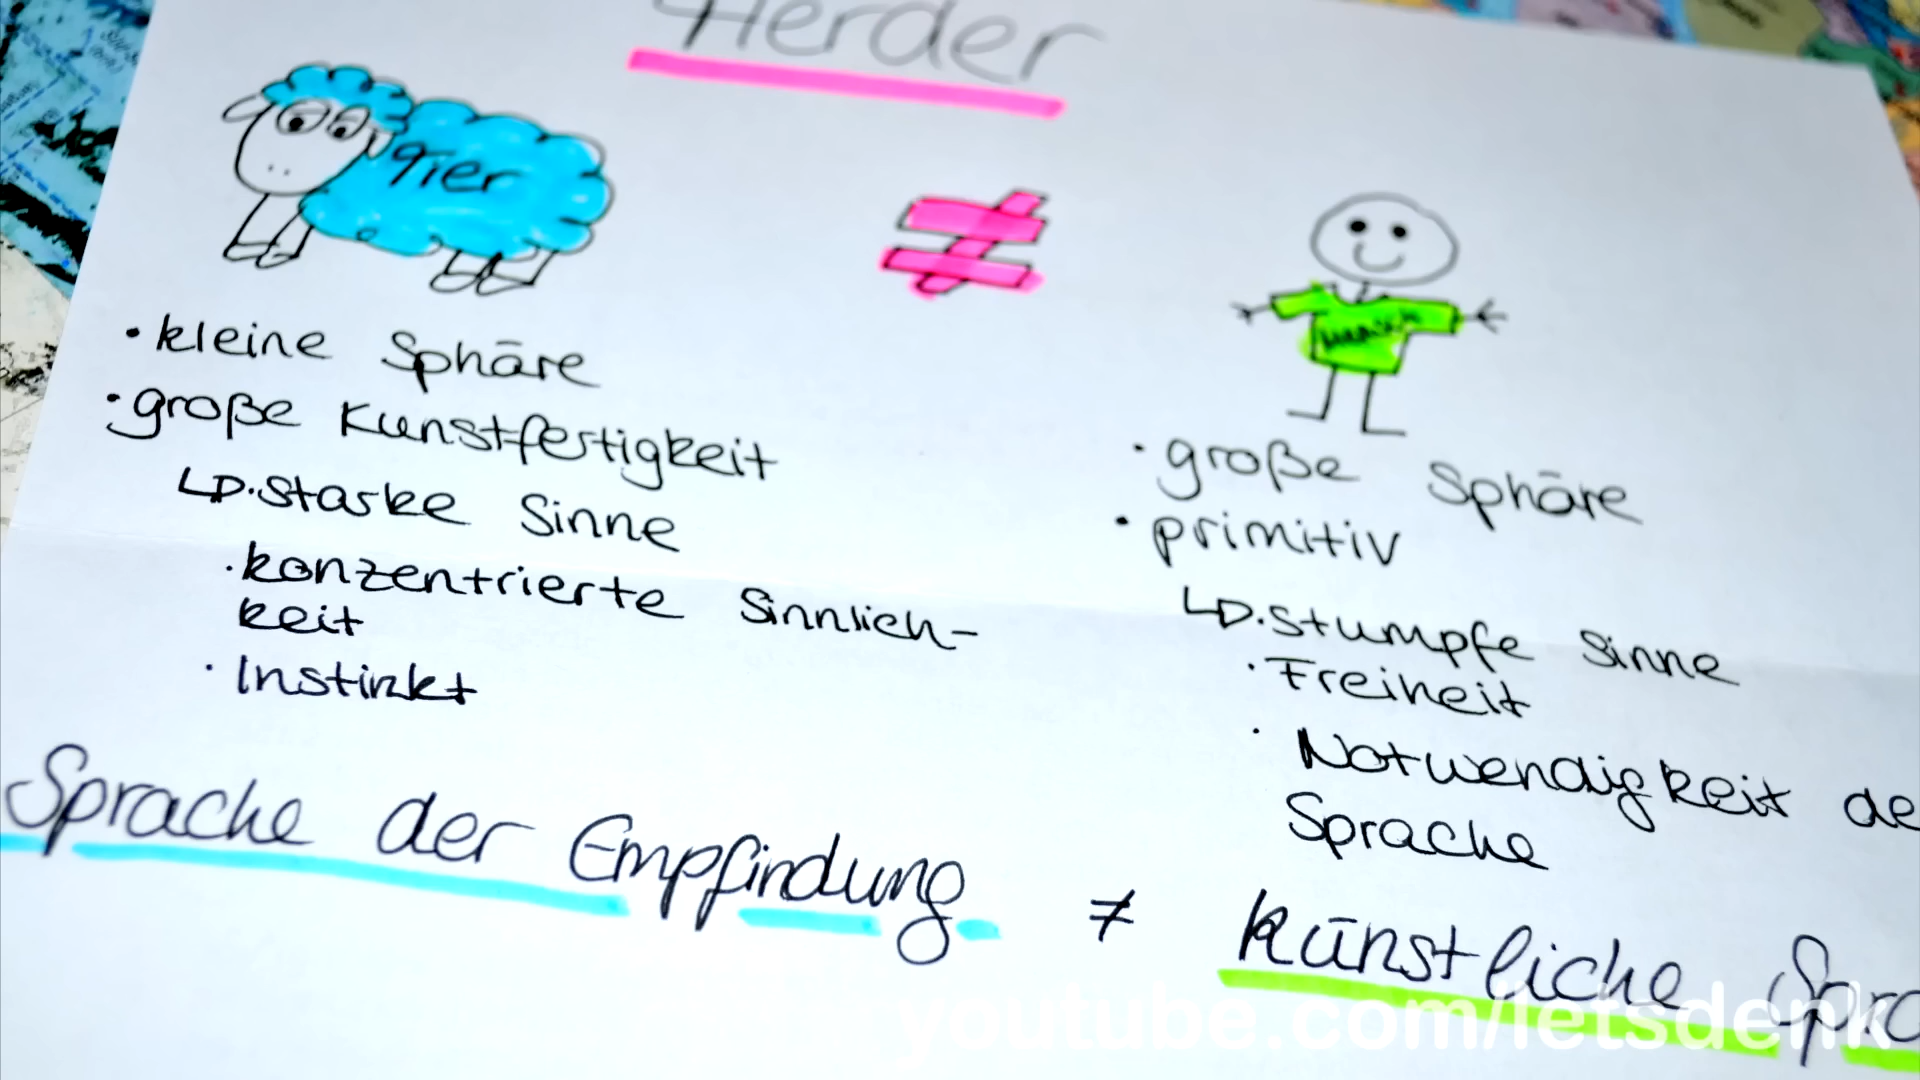 Herder
Tier
≠
Mensch
• kleine Sphäre
• große Kunstfertigkeit
• starke Sinne
• konzentrierte Sinnlich-
keit
• Instinkt
• große Sphäre
• primitiv
• stumpfe Sinne
• Freiheit
• Notwendigkeit de
Sprache
Sprache der Empfindung ≠ künstliche Spra
youtube.com/letsdenk